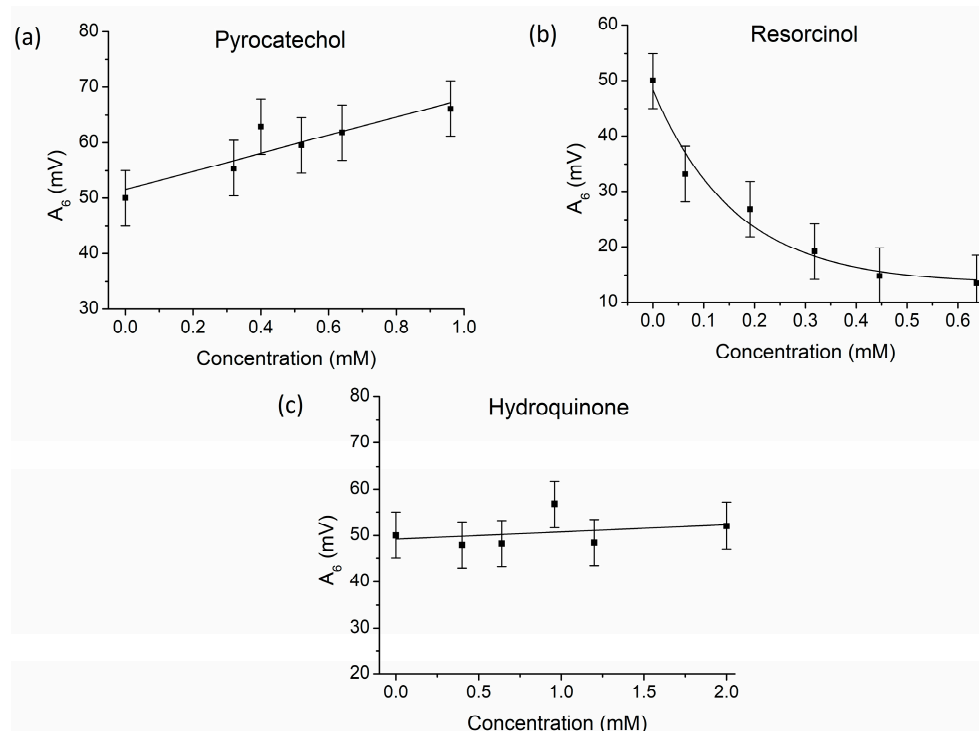 (a)
Pyrocatechol
80
70
60
50
40
30
A6 (mV)
0.0 0.2 0.4 0.6 0.8 1.0
Concentration (mM)
(b)
Resorcinol
60
50
40
30
20
10
A6 (mV)
0.0 0.1 0.2 0.3 0.4 0.5 0.6
Concentration (mM)
(c)
Hydroquinone
80
70
60
50
40
30
20
A6 (mV)
0.0 0.5 1.0 1.5 2.0
Concentration (mM)